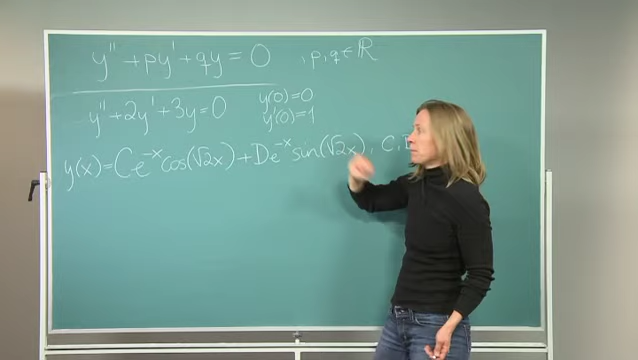 y'' + py' + qy = 0 , p, q ∈ ℝ
y'' + 2y' + 3y = 0 y(0) = 0
y'(0) = 1
y(x) = Ce^{-x} cos(√2x) + De^{-x} sin(√2x), C, D